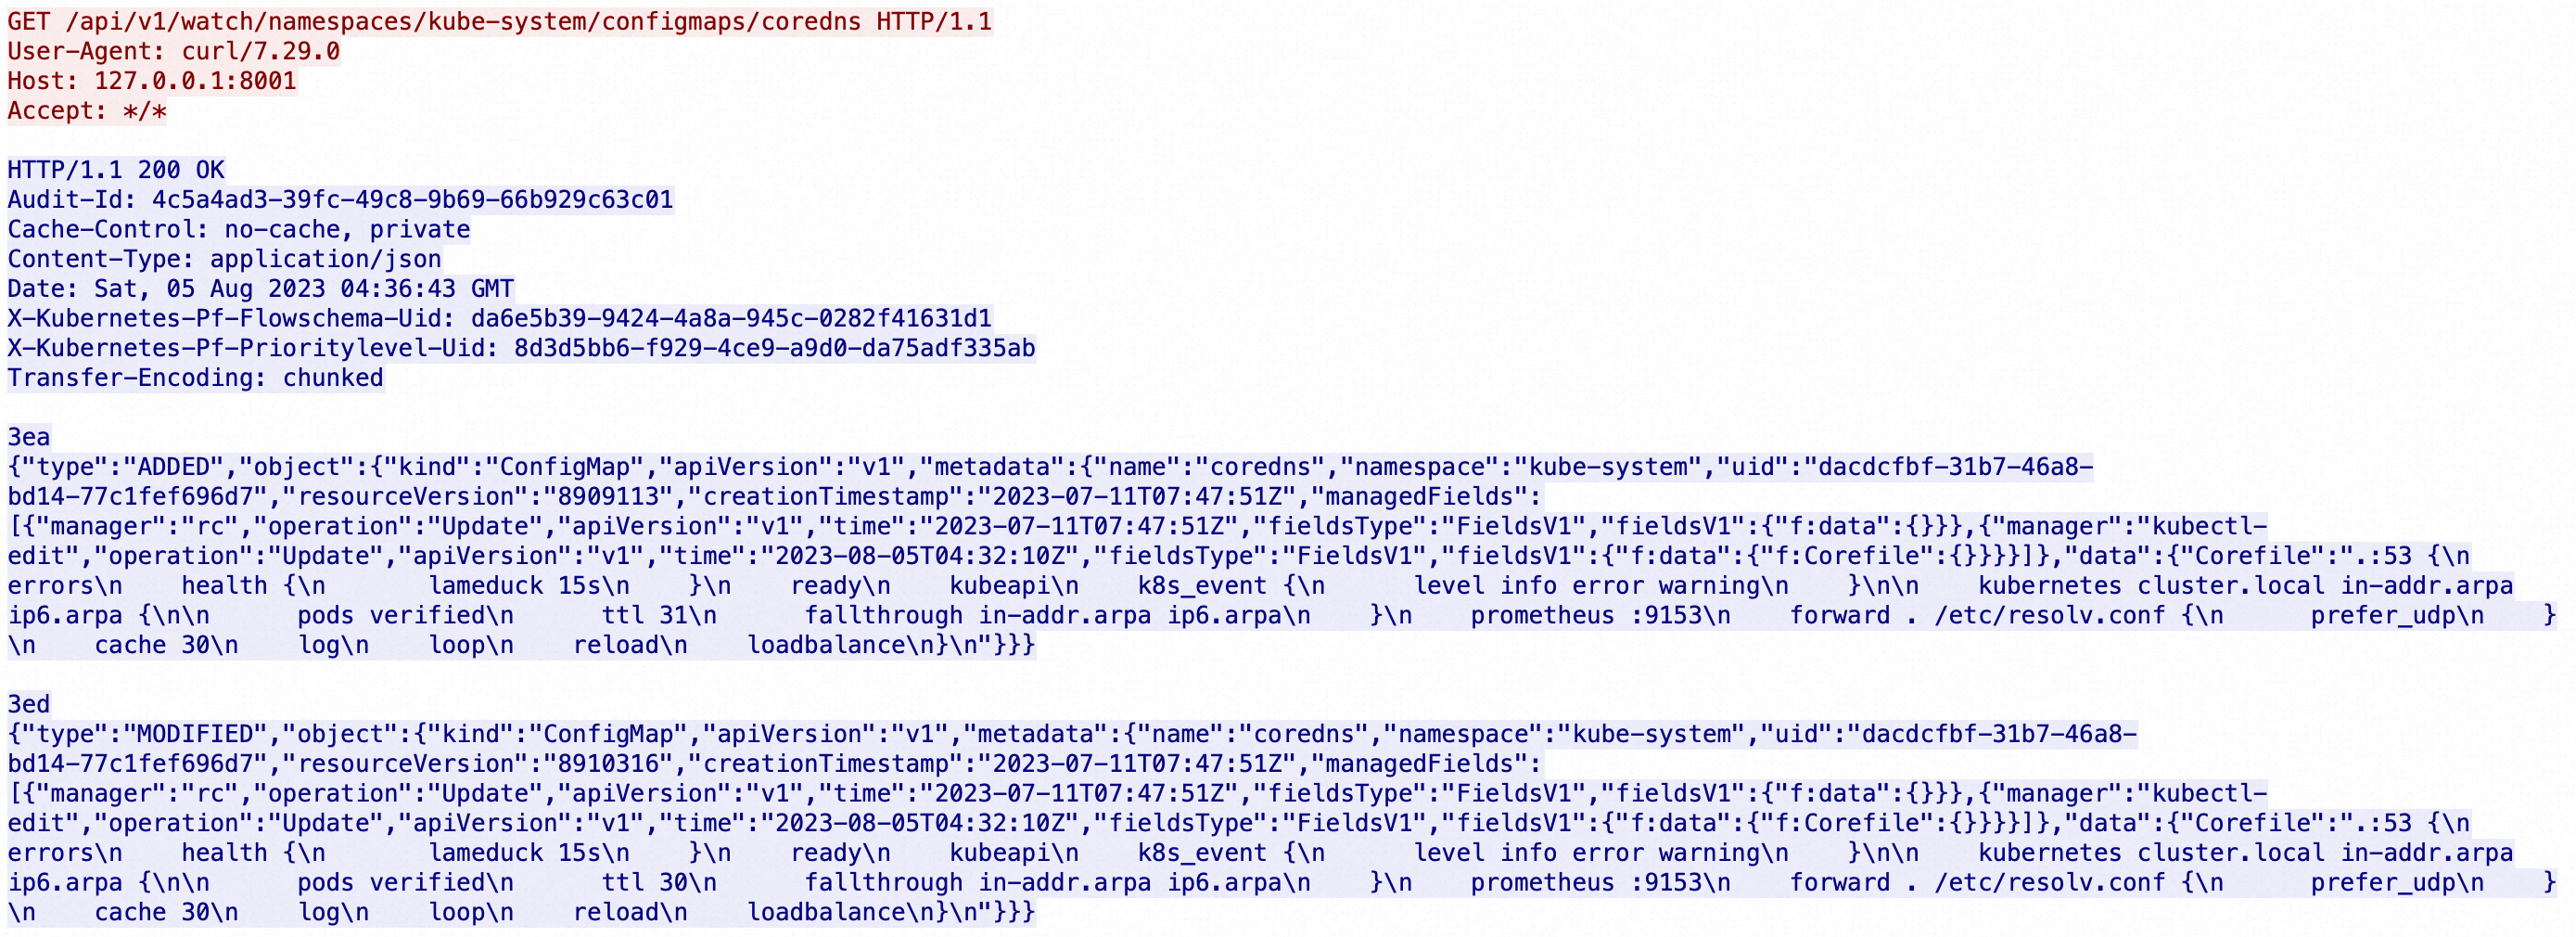 GET /api/v1/watch/namespaces/kube-system/configmaps/coredns HTTP/1.1
User-Agent: curl/7.29.0
Host: 127.0.0.1:8001
Accept: */*
HTTP/1.1 200 OK
Audit-Id: 4c5a4ad3-39fc-49c8-9b69-66b929c63c01
Cache-Control: no-cache, private
Content-Type: application/json
Date: Sat, 05 Aug 2023 04:36:43 GMT
X-Kubernetes-Pf-Flowschema-Uid: da6e5b39-9424-4a8a-945c-0282f41631d1
X-Kubernetes-Pf-Prioritylevel-Uid: 8d3d5bb6-f929-4ce9-a9d0-da75adf335ab
Transfer-Encoding: chunked
3ea
{"type":"ADDED","object":{"kind":"ConfigMap","apiVersion":"v1","metadata":{"name":"coredns","namespace":"kube-system","uid":"dacdcfbf-31b7-46a8-
bd14-77c1fef696d7","resourceVersion":"8909113","creationTimestamp":"2023-07-11T07:47:51Z","managedFields":
[{"manager":"rc","operation":"Update","apiVersion":"v1","time":"2023-07-11T07:47:51Z","fieldsType":"FieldsV1","fieldsV1":{"f:data":{}}},{"manager":"kubectl-
edit","operation":"Update","apiVersion":"v1","time":"2023-08-05T04:32:10Z","fieldsType":"FieldsV1","fieldsV1":{"f:data":{"f:Corefile":{}}}}]},"data":{"Corefile":".:53 {\n
errors\n    health {\n       lameduck 15s\n    }\n    ready\n    kubeapi\n    k8s_event {\n      level info error warning\n    }\n\n    kubernetes cluster.local in-addr.arpa
ip6.arpa {\n\n      pods verified\n      ttl 31\n      fallthrough in-addr.arpa ip6.arpa\n    }\n    prometheus :9153\n    forward . /etc/resolv.conf {\n      prefer_udp\n    }
\n    cache 30\n    log\n    loop\n    reload\n    loadbalance\n}\n"}}}
3ed
{"type":"MODIFIED","object":{"kind":"ConfigMap","apiVersion":"v1","metadata":{"name":"coredns","namespace":"kube-system","uid":"dacdcfbf-31b7-46a8-
bd14-77c1fef696d7","resourceVersion":"8910316","creationTimestamp":"2023-07-11T07:47:51Z","managedFields":
[{"manager":"rc","operation":"Update","apiVersion":"v1","time":"2023-07-11T07:47:51Z","fieldsType":"FieldsV1","fieldsV1":{"f:data":{}}},{"manager":"kubectl-
edit","operation":"Update","apiVersion":"v1","time":"2023-08-05T04:32:10Z","fieldsType":"FieldsV1","fieldsV1":{"f:data":{"f:Corefile":{}}}}]},"data":{"Corefile":".:53 {\n
errors\n    health {\n       lameduck 15s\n    }\n    ready\n    kubeapi\n    k8s_event {\n      level info error warning\n    }\n\n    kubernetes cluster.local in-addr.arpa
ip6.arpa {\n\n      pods verified\n      ttl 30\n      fallthrough in-addr.arpa ip6.arpa\n    }\n    prometheus :9153\n    forward . /etc/resolv.conf {\n      prefer_udp\n    }
\n    cache 30\n    log\n    loop\n    reload\n    loadbalance\n}\n"}}}